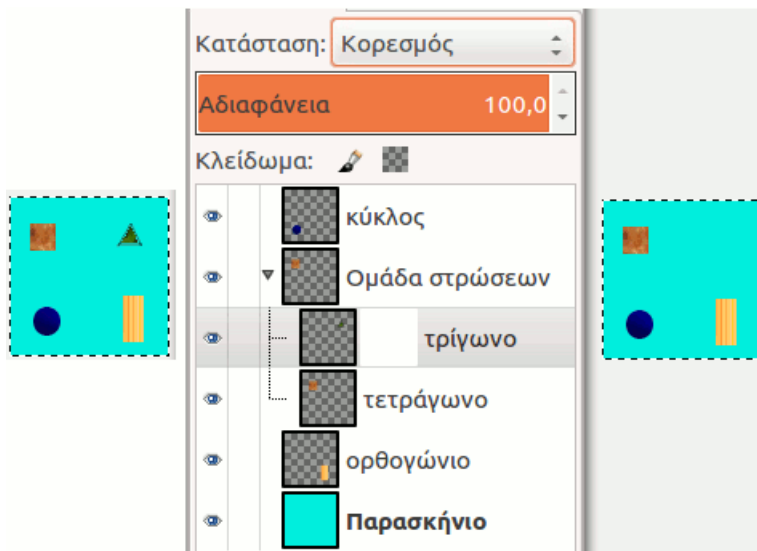 Κατάσταση: Κορεσμός
Αδιαφάνεια 100,0
Κλείδωμα:
κύκλος
Ομάδα στρώσεων
τρίγωνο
τετράγωνο
ορθογώνιο
Παρασκήνιο